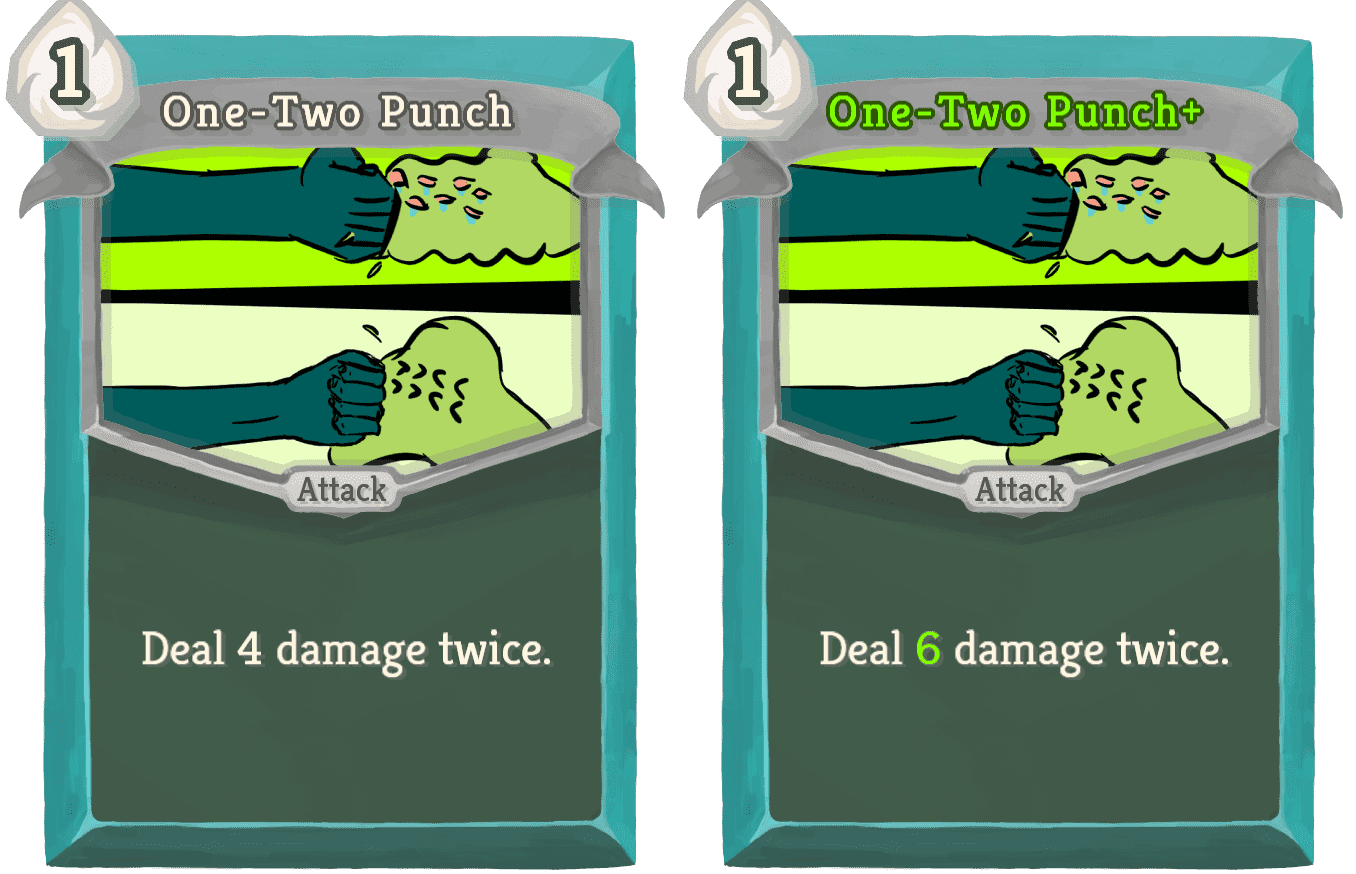 1
One-Two Punch
Attack
Deal 4 damage twice.
1
One-Two Punch+
Attack
Deal 6 damage twice.